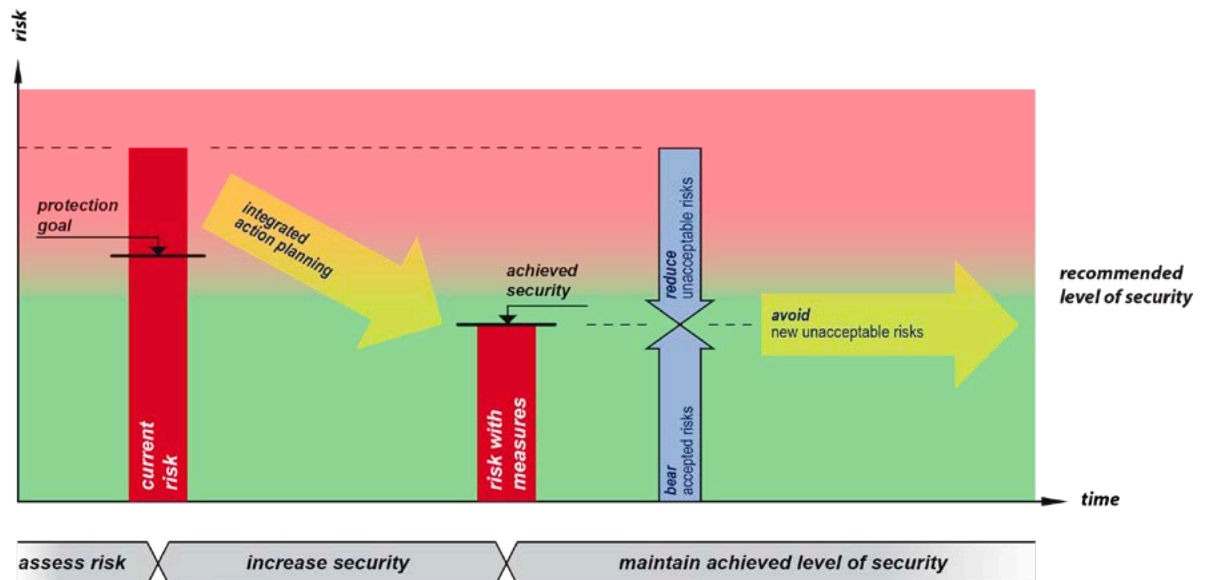 risk
protection
goal
current
risk
integrated
action planning
achieved
security
risk with
measures
reduce
unacceptable risks
bear
accepted risks
avoid
new unacceptable risks
recommended
level of security
time
assess risk
increase security
maintain achieved level of security